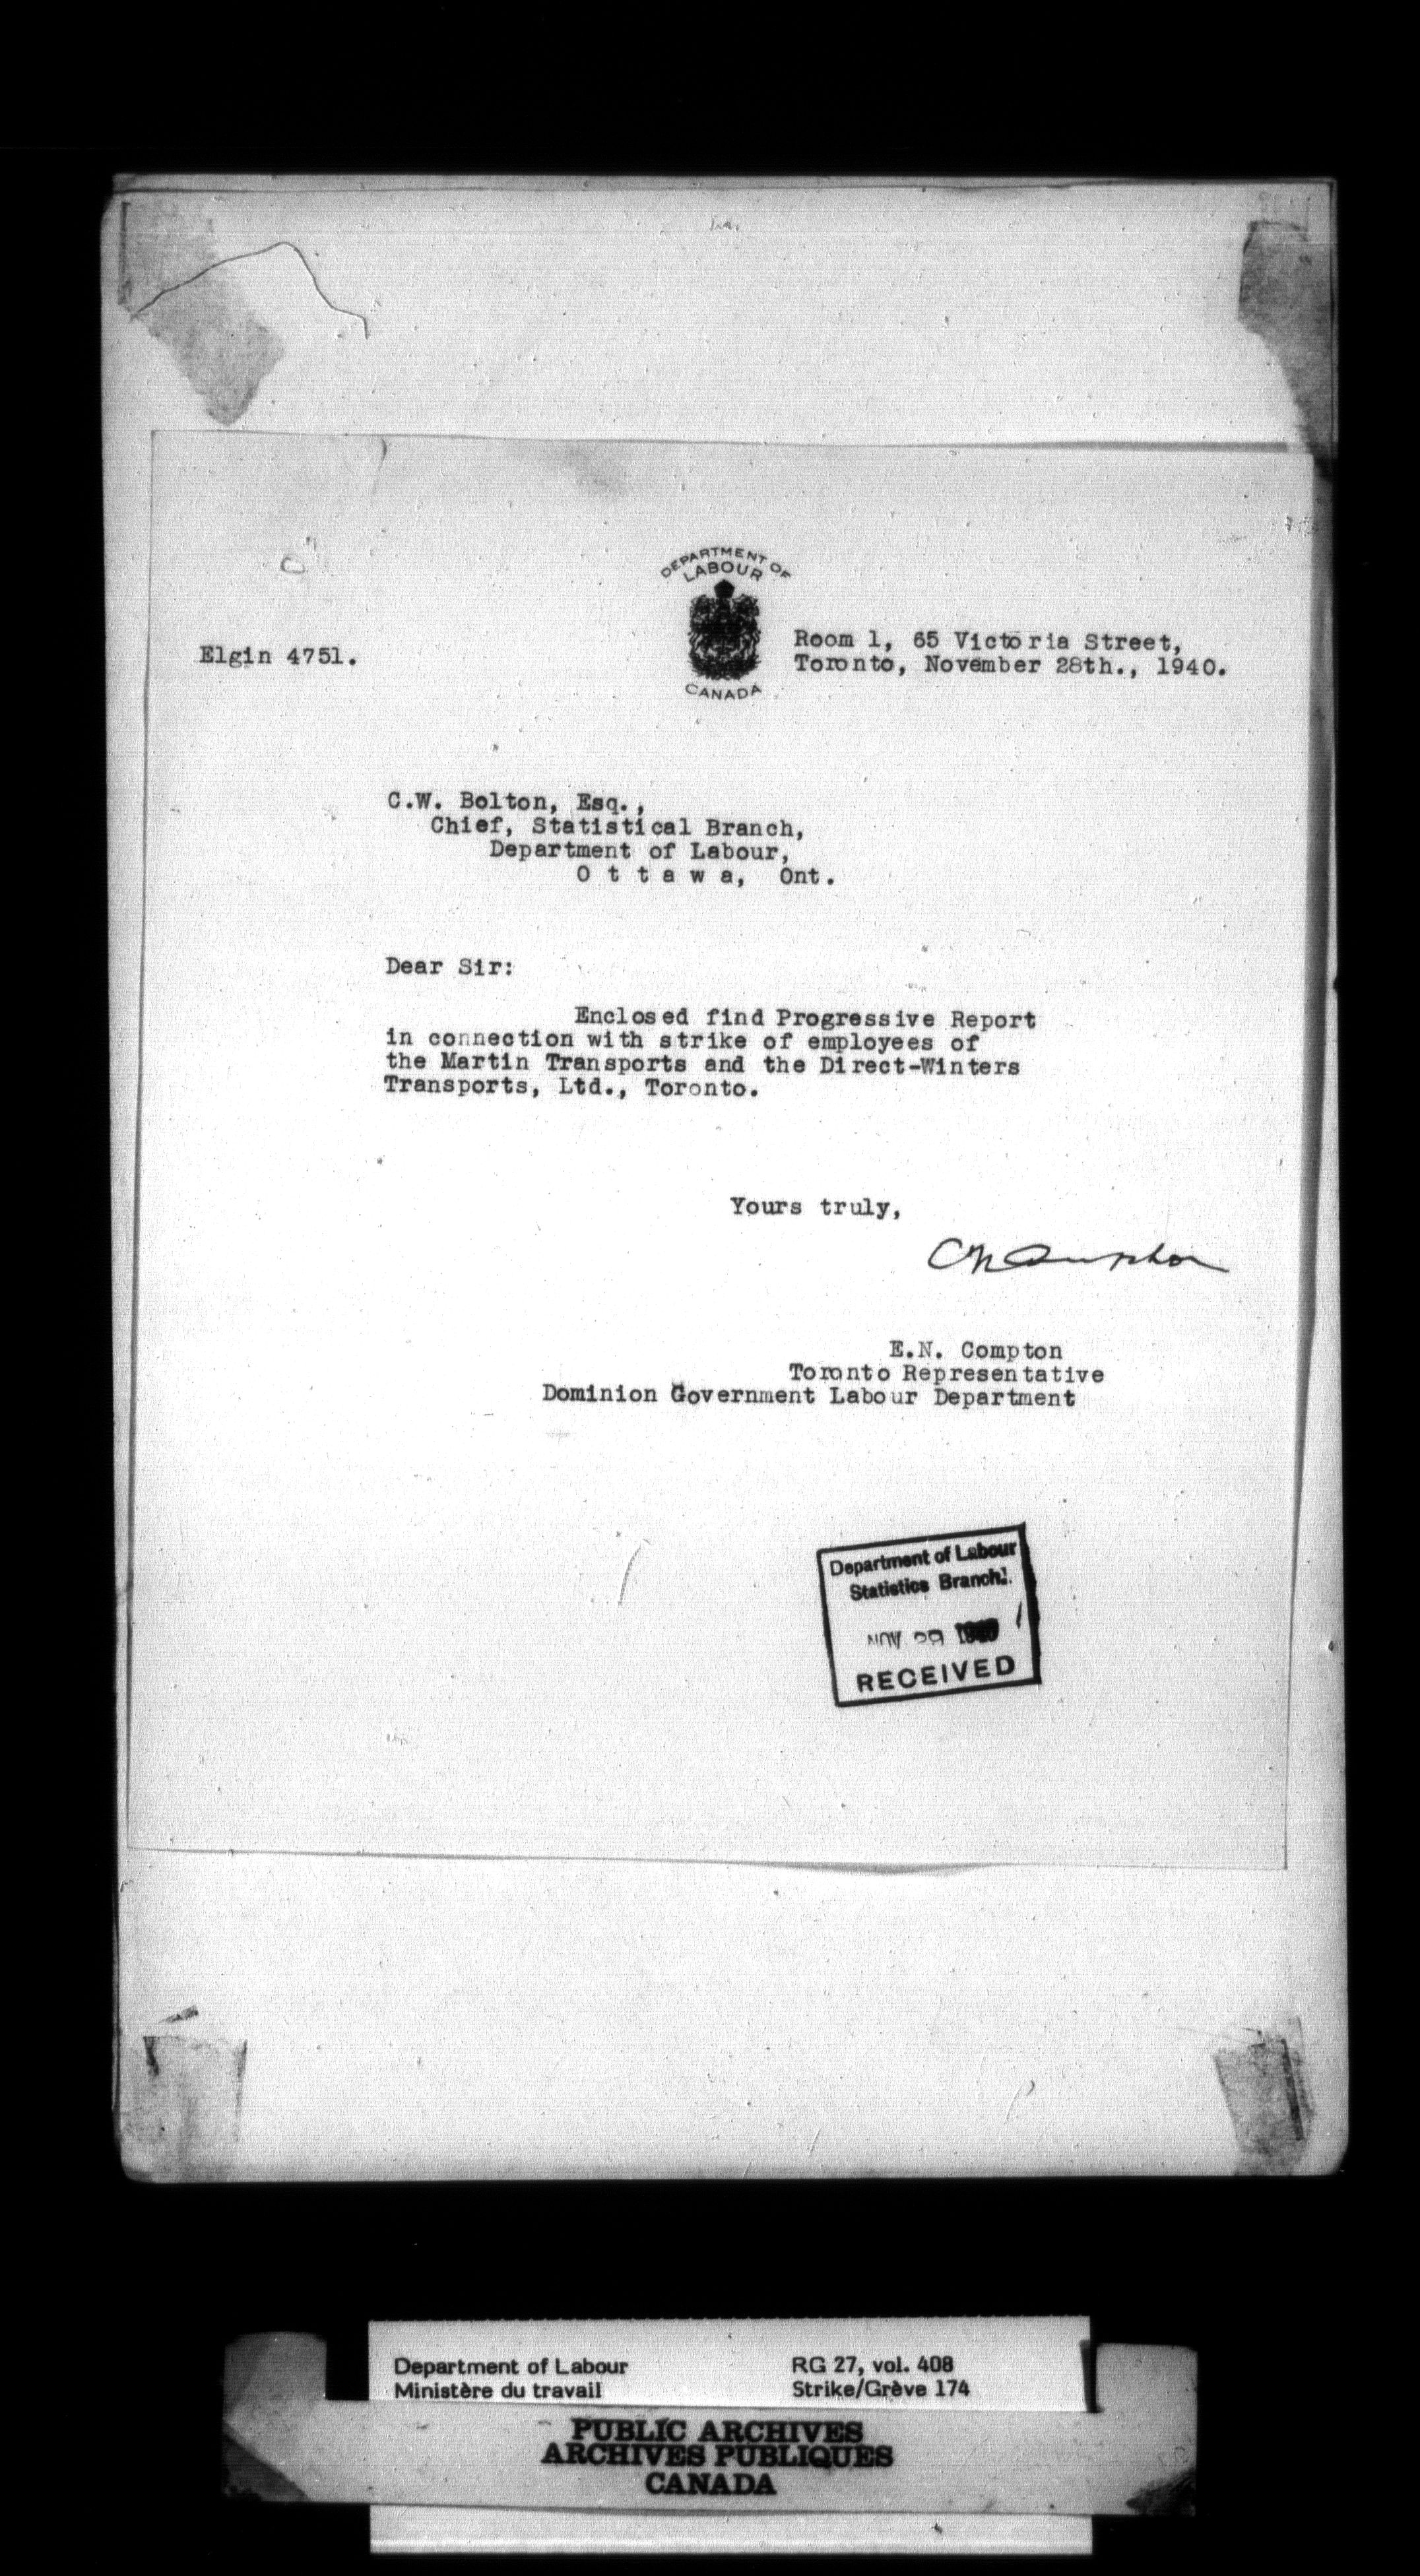 DEPARTMENT OF
LABOUR
CANADA
Elgin 4751.
Room 1, 65 Victoria Street,
Toronto, November 28th., 1940.
C.W. Bolton, Esq.,
Chief, Statistical Branch,
Department of Labour,
O t t a w a, Ont.
Dear Sir:
Enclosed find Progressive Report
in connection with strike of employees of
the Martin Transports and the Direct-Winters
Transports, Ltd., Toronto.
Yours truly,
E.N. Compton
Toronto Representative
Dominion Government Labour Department
Department of Labour
Statistics Branch
NOV 29 1940
RECEIVED
Department of Labour
Ministère du travail
RG 27, vol. 408
Strike/Grève 174
PUBLIC ARCHIVES
ARCHIVES PUBLIQUES
CANADA